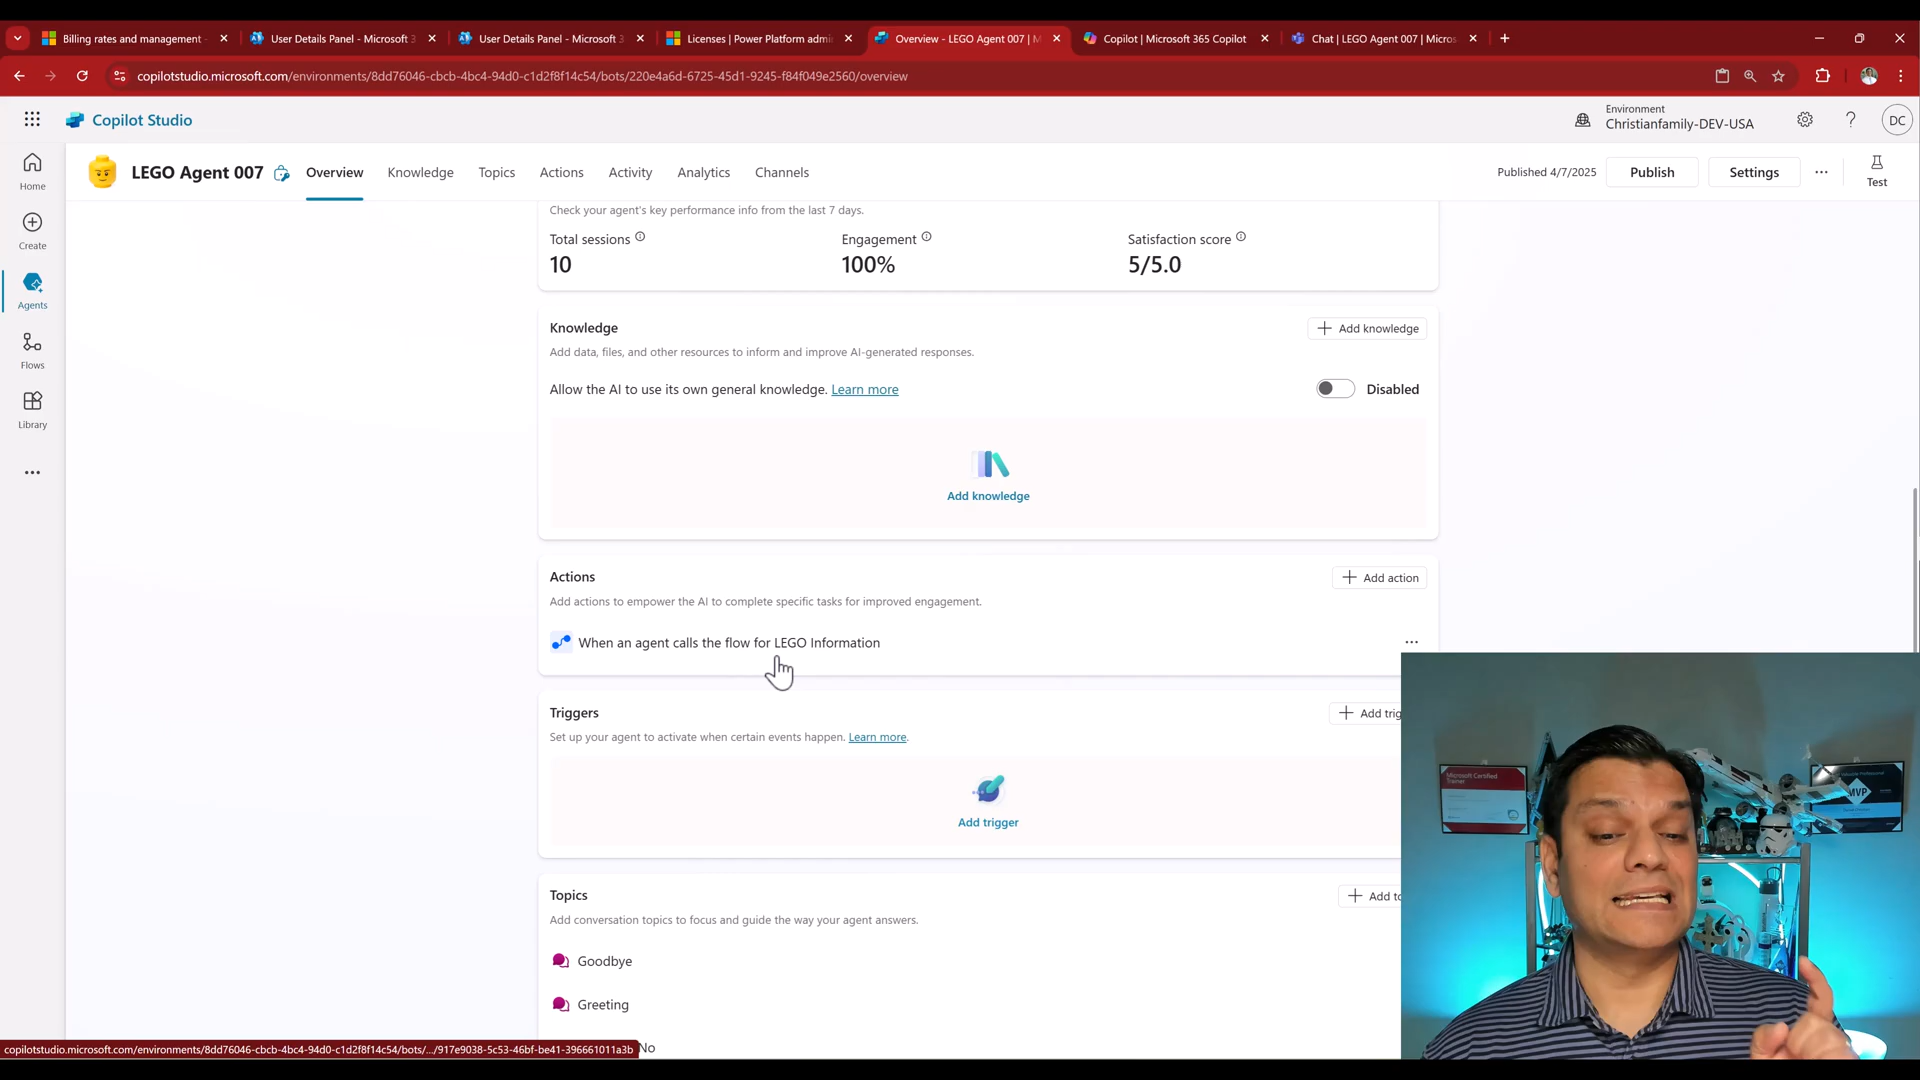 Billing rates and management -
User Details Panel - Microsoft 3
User Details Panel - Microsoft 3
Licenses | Power Platform admi
Overview - LEGO Agent 007 | M
Copilot | Microsoft 365 Copilot
Chat | LEGO Agent 007 | Micros
copilotstudio.microsoft.com/environments/8dd76046-cbcb-4bc4-94d0-c1d2f8f14c54/bots/220e4a6d-6725-45d1-9245-f84f049e2560/overview
Copilot Studio
Environment
Christianfamily-DEV-USA
DC
LEGO Agent 007
Overview
Knowledge
Topics
Actions
Activity
Analytics
Channels
Published 4/7/2025
Publish
Settings
Test
Home
Create
Agents
Flows
Library
Check your agent's key performance info from the last 7 days.
Total sessions
Engagement
Satisfaction score
10
100%
5/5.0
Knowledge
Add knowledge
Add data, files, and other resources to inform and improve AI-generated responses.
Allow the AI to use its own general knowledge. Learn more
Disabled
Add knowledge
Actions
Add action
Add actions to empower the AI to complete specific tasks for improved engagement.
When an agent calls the flow for LEGO Information
Triggers
Add trig
Set up your agent to activate when certain events happen. Learn more.
Add trigger
Topics
Add to
Add conversation topics to focus and guide the way your agent answers.
Goodbye
Greeting
No
copilotstudio.microsoft.com/environments/8dd76046-cbcb-4bc4-94d0-c1d2f8f14c54/bots/.../917e9038-5c53-46bf-be41-396661011a3b
Microsoft Certified
Trainer
MVP